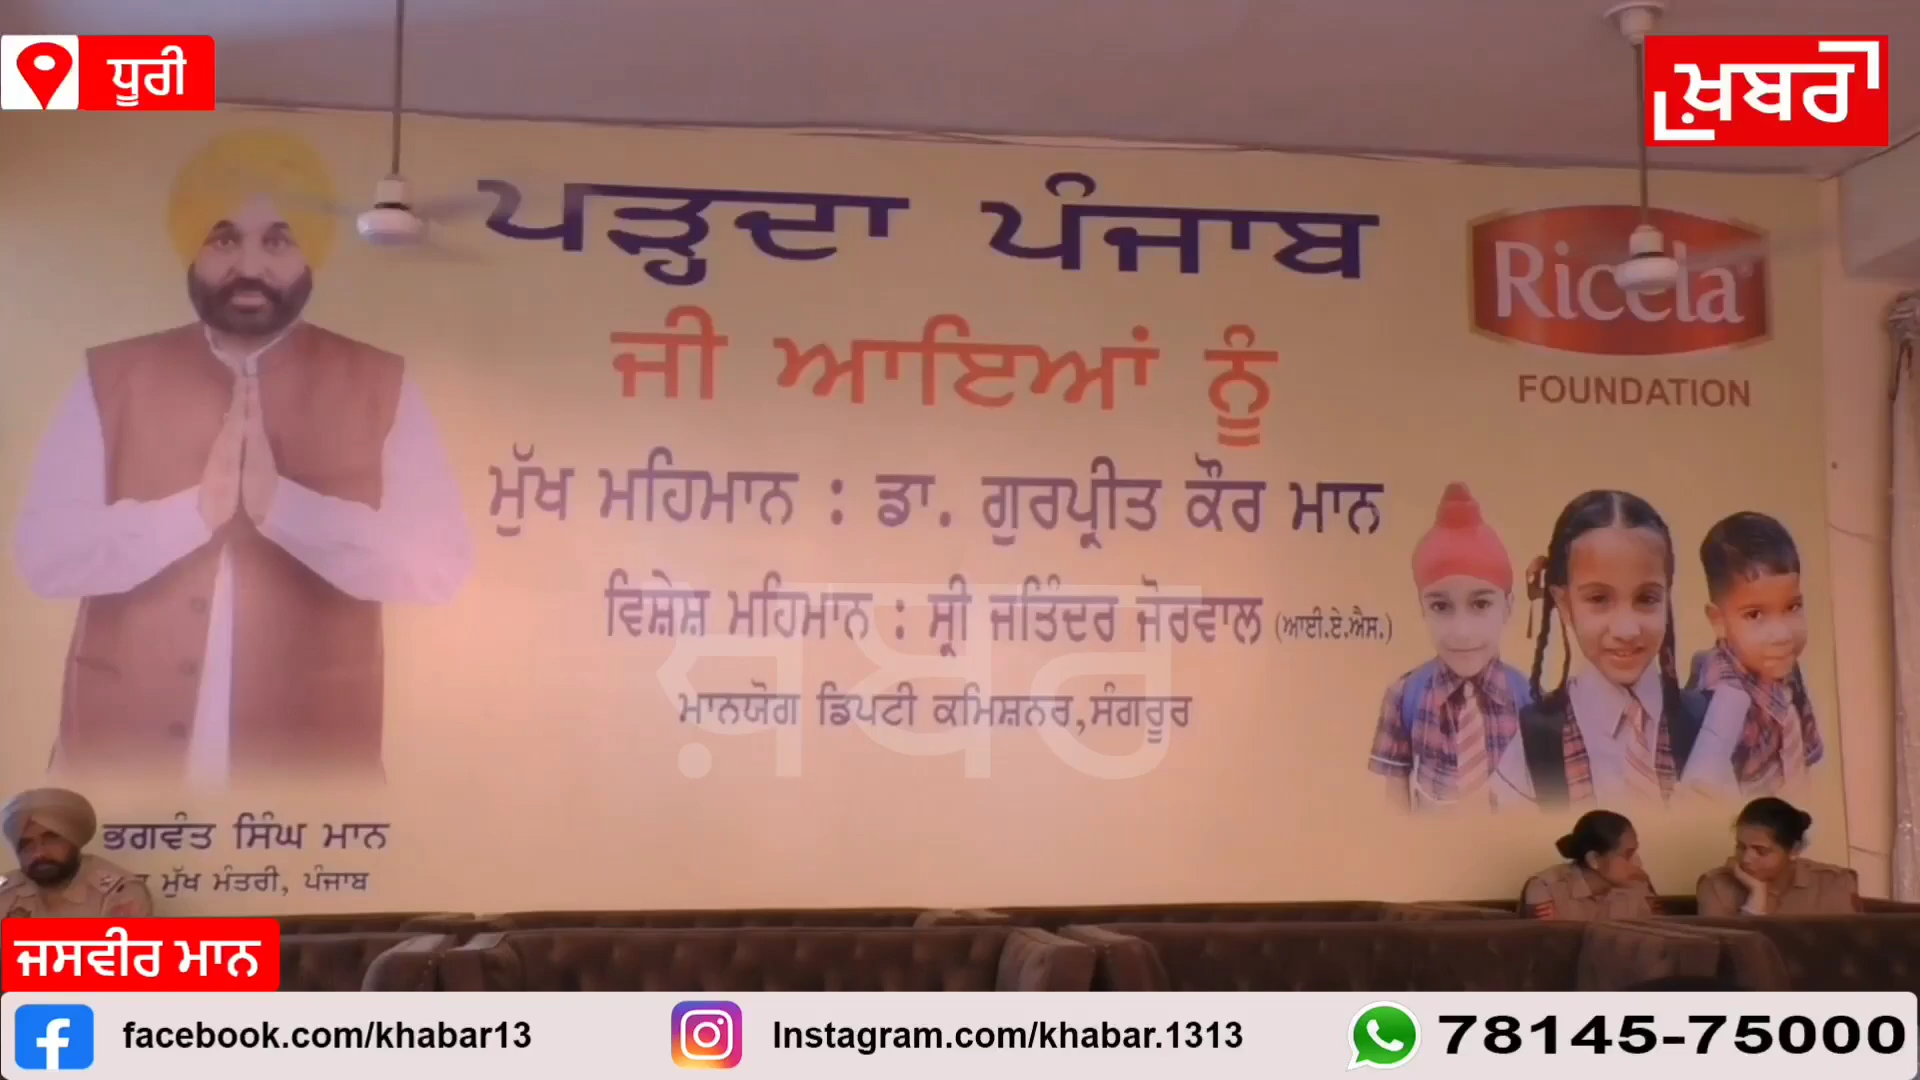 ਧੂਰੀ
ਖ਼ਬਰ
ਪੜ੍ਹਦਾ ਪੰਜਾਬ
ਜੀ ਆਇਆਂ ਨੂੰ
Ricela
FOUNDATION
ਮੁੱਖ ਮਹਿਮਾਨ : ਡਾ. ਗੁਰਪ੍ਰੀਤ ਕੌਰ ਮਾਨ
ਵਿਸ਼ੇਸ਼ ਮਹਿਮਾਨ : ਸ਼੍ਰੀ ਜਤਿੰਦਰ ਜੋਰਵਾਲ (ਆਈ.ਏ.ਐਸ.)
ਮਾਨਯੋਗ ਡਿਪਟੀ ਕਮਿਸ਼ਨਰ,ਸੰਗਰੂਰ
ਖ਼ਬਰ
ਭਗਵੰਤ ਸਿੰਘ ਮਾਨ
ਮੁੱਖ ਮੰਤਰੀ, ਪੰਜਾਬ
ਜਸਵੀਰ ਮਾਨ
facebook.com/khabar13
Instagram.com/khabar.1313
78145-75000